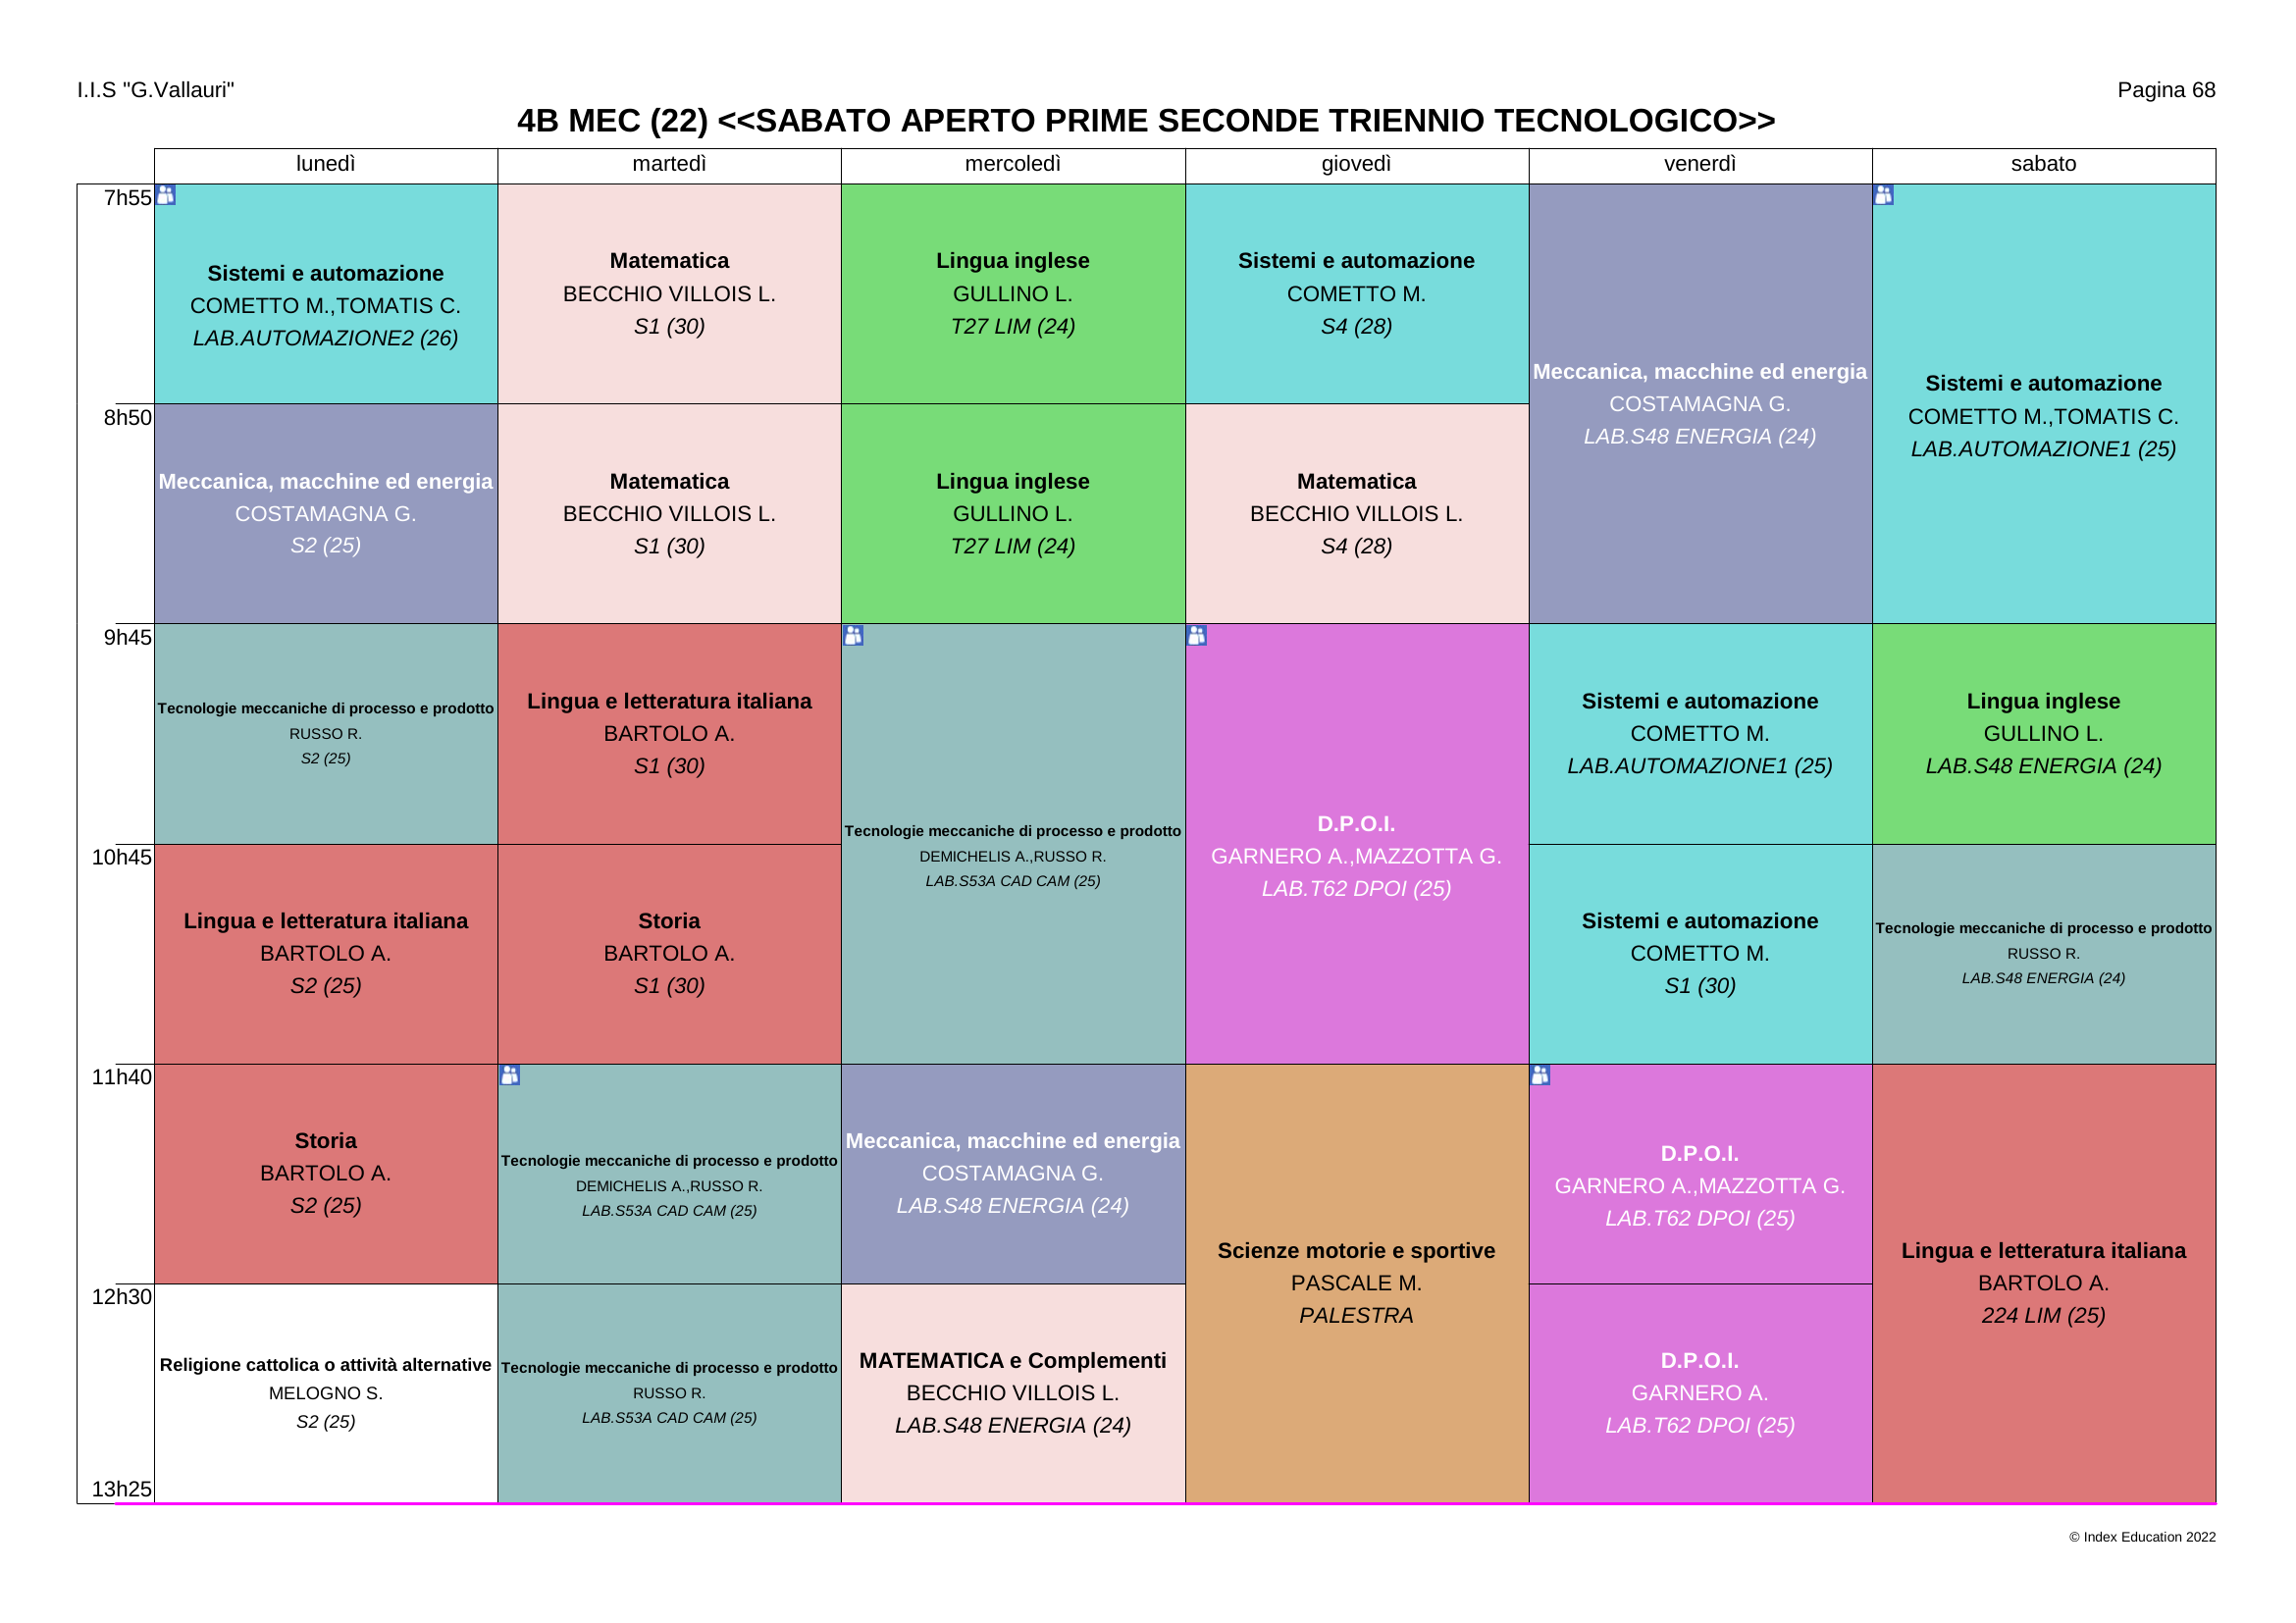 I.I.S "G.Vallauri"
Pagina 68
4B MEC (22) <<SABATO APERTO PRIME SECONDE TRIENNIO TECNOLOGICO>>
lunedì
martedì
mercoledì
giovedì
venerdì
sabato
7h55
Sistemi e automazione
COMETTO M.,TOMATIS C.
LAB.AUTOMAZIONE2 (26)
Matematica
BECCHIO VILLOIS L.
S1 (30)
Lingua inglese
GULLINO L.
T27 LIM (24)
Sistemi e automazione
COMETTO M.
S4 (28)
Meccanica, macchine ed energia
COSTAMAGNA G.
LAB.S48 ENERGIA (24)
Sistemi e automazione
COMETTO M.,TOMATIS C.
LAB.AUTOMAZIONE1 (25)
8h50
Meccanica, macchine ed energia
COSTAMAGNA G.
S2 (25)
Matematica
BECCHIO VILLOIS L.
S1 (30)
Lingua inglese
GULLINO L.
T27 LIM (24)
Matematica
BECCHIO VILLOIS L.
S4 (28)
9h45
Tecnologie meccaniche di processo e prodotto
RUSSO R.
S2 (25)
Lingua e letteratura italiana
BARTOLO A.
S1 (30)
Tecnologie meccaniche di processo e prodotto
DEMICHELIS A.,RUSSO R.
LAB.S53A CAD CAM (25)
D.P.O.I.
GARNERO A.,MAZZOTTA G.
LAB.T62 DPOI (25)
Sistemi e automazione
COMETTO M.
LAB.AUTOMAZIONE1 (25)
Lingua inglese
GULLINO L.
LAB.S48 ENERGIA (24)
10h45
Lingua e letteratura italiana
BARTOLO A.
S2 (25)
Storia
BARTOLO A.
S1 (30)
Sistemi e automazione
COMETTO M.
S1 (30)
Tecnologie meccaniche di processo e prodotto
RUSSO R.
LAB.S48 ENERGIA (24)
11h40
Storia
BARTOLO A.
S2 (25)
Tecnologie meccaniche di processo e prodotto
DEMICHELIS A.,RUSSO R.
LAB.S53A CAD CAM (25)
Meccanica, macchine ed energia
COSTAMAGNA G.
LAB.S48 ENERGIA (24)
Scienze motorie e sportive
PASCALE M.
PALESTRA
D.P.O.I.
GARNERO A.,MAZZOTTA G.
LAB.T62 DPOI (25)
Lingua e letteratura italiana
BARTOLO A.
224 LIM (25)
12h30
Religione cattolica o attività alternative
MELOGNO S.
S2 (25)
Tecnologie meccaniche di processo e prodotto
RUSSO R.
LAB.S53A CAD CAM (25)
MATEMATICA e Complementi
BECCHIO VILLOIS L.
LAB.S48 ENERGIA (24)
D.P.O.I.
GARNERO A.
LAB.T62 DPOI (25)
13h25
© Index Education 2022